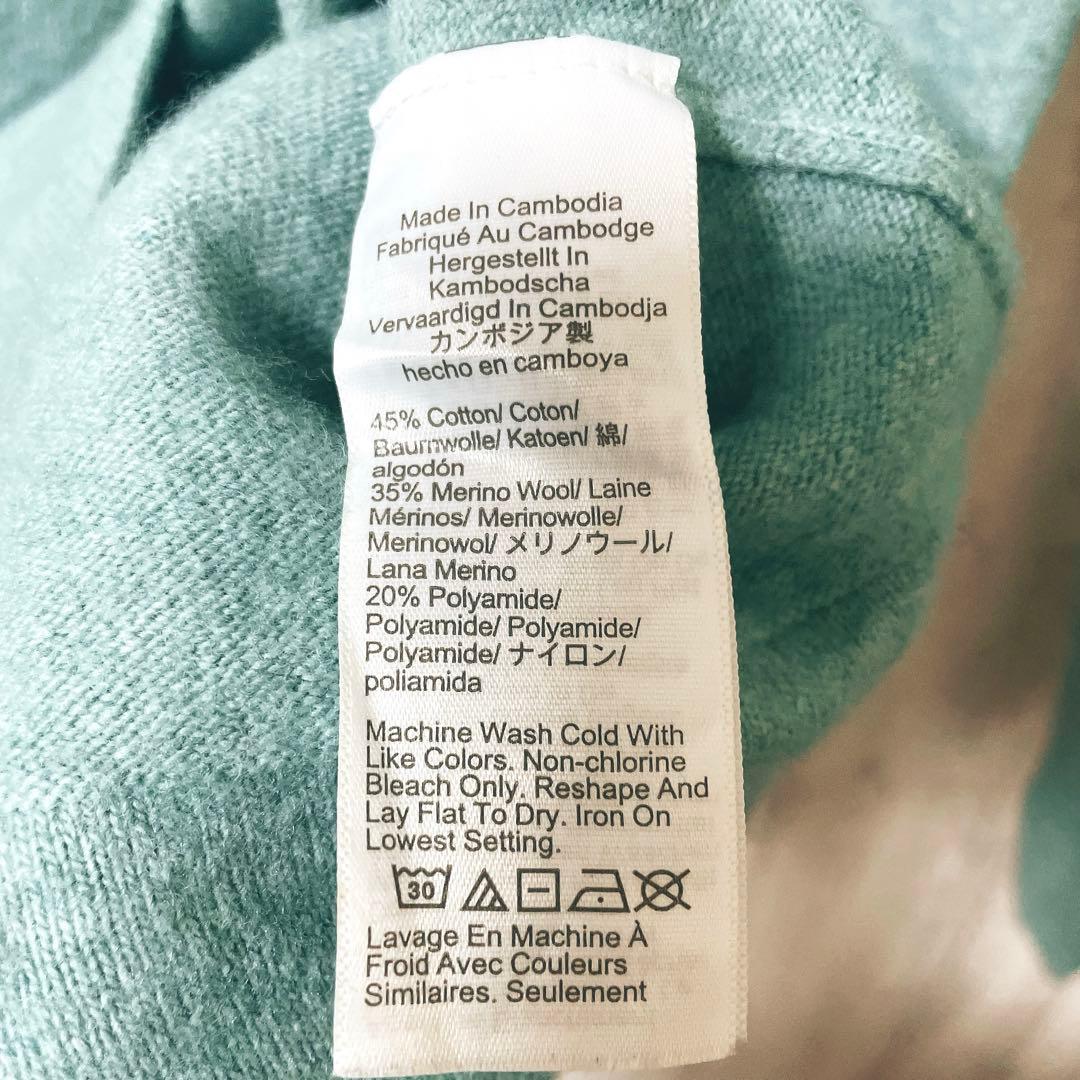 Made In Cambodia
Fabriqué Au Cambodge
Hergestellt In
Kambodscha
Vervaardigd In Cambodja
カンボジア製
hecho en camboya
45% Cotton/ Coton/
Baumwolle/ Katoen/ 綿/
algodón
35% Merino Wool/ Laine
Mérinos/ Merinowolle/
Merinowol/ メリノウール/
Lana Merino
20% Polyamide/
Polyamide/ Polyamide/
Polyamide/ ナイロン/
poliamida
Machine Wash Cold With
Like Colors. Non-chlorine
Bleach Only. Reshape And
Lay Flat To Dry. Iron On
Lowest Setting.
30
Lavage En Machine À
Froid Avec Couleurs
Similaires. Seulement